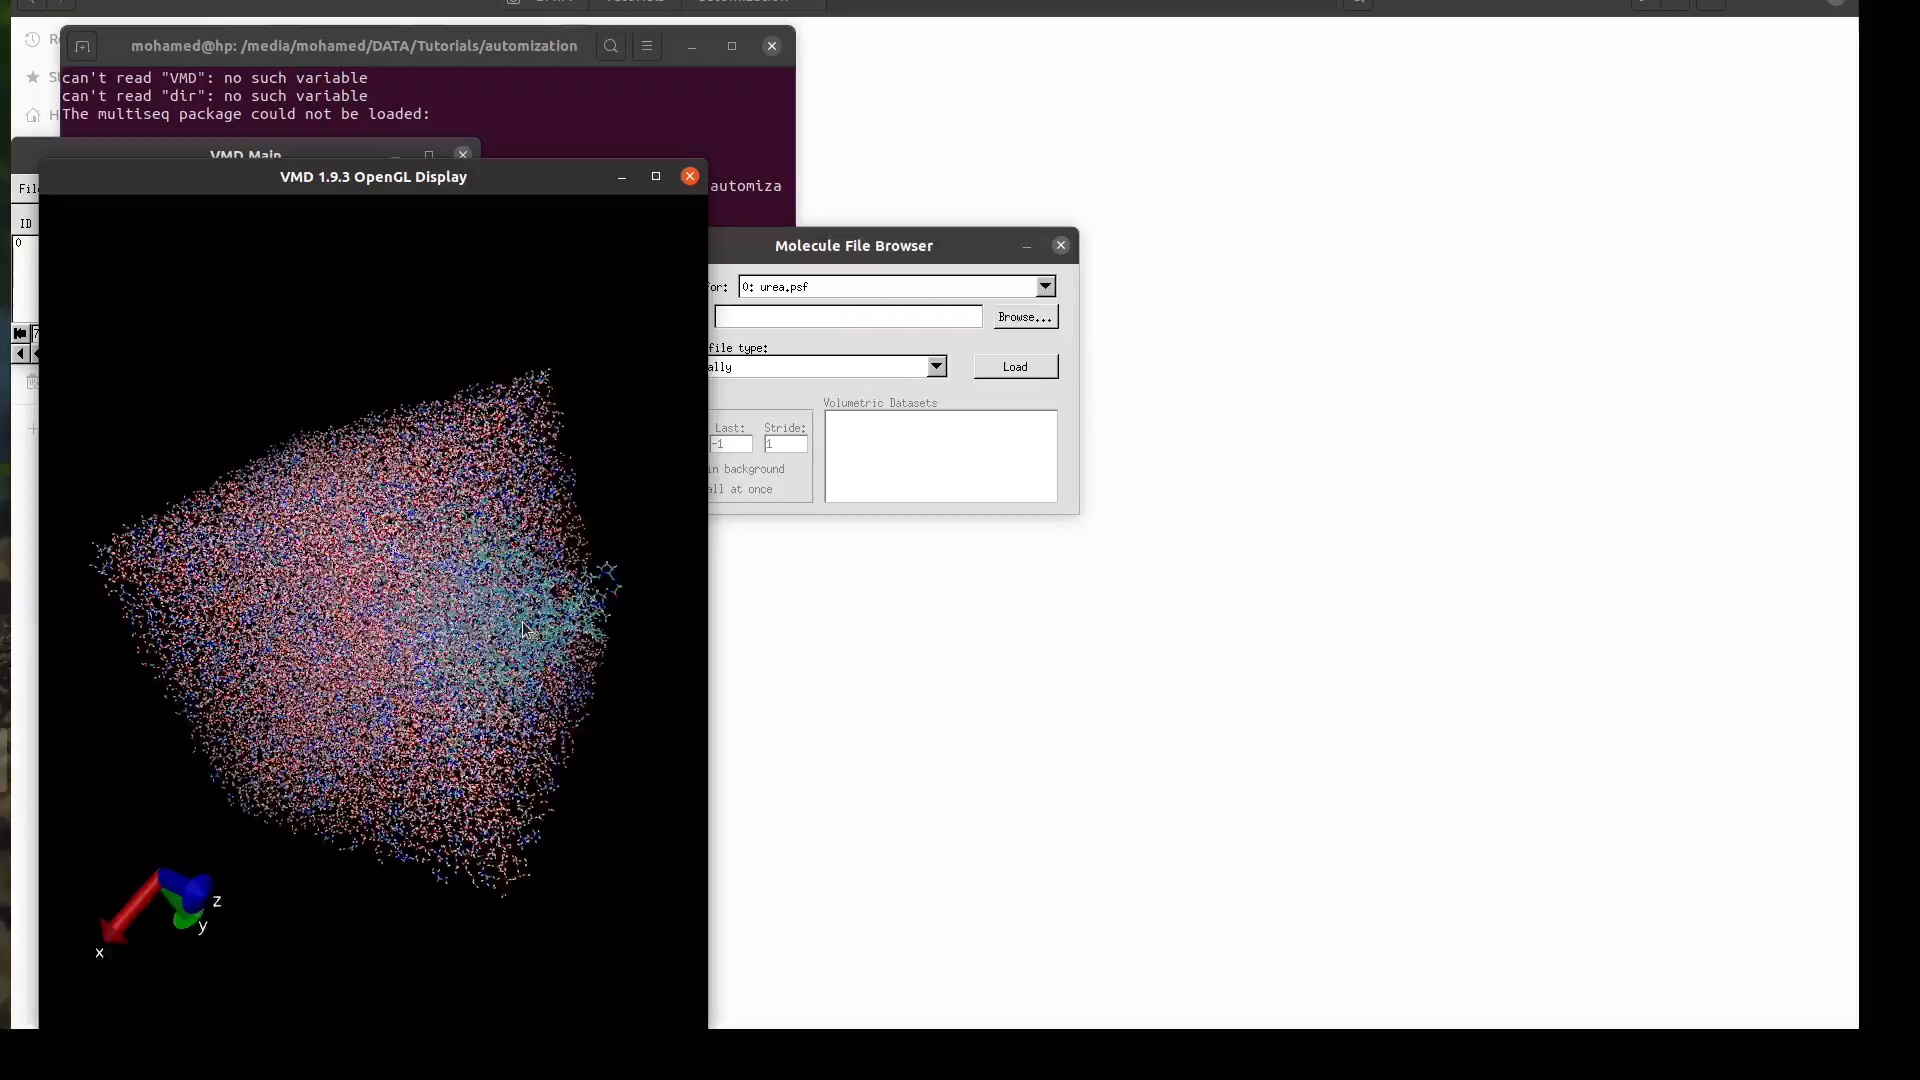 mohamed@hp: /media/mohamed/DATA/Tutorials/automization
can't read "VMD": no such variable
can't read "dir": no such variable
The multiseq package could not be loaded:
VMD Main
VMD 1.9.3 OpenGL Display
automiza
ID
0
Molecule File Browser
for:
0: urea.psf
Browse...
file type:
ally
Load
Volumetric Datasets
Last:
Stride:
-1
1
in background
all at once
z
y
x